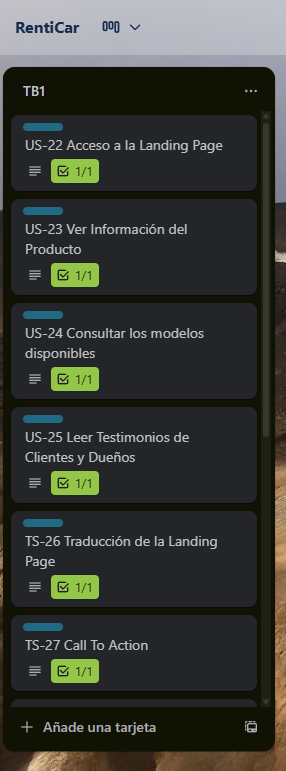 RentiCar
TB1
US-22 Acceso a la Landing Page
1/1
US-23 Ver Información del
Producto
1/1
US-24 Consultar los modelos
disponibles
1/1
US-25 Leer Testimonios de
Clientes y Dueños
1/1
TS-26 Traducción de la Landing
Page
1/1
TS-27 Call To Action
1/1
Añade una tarjeta